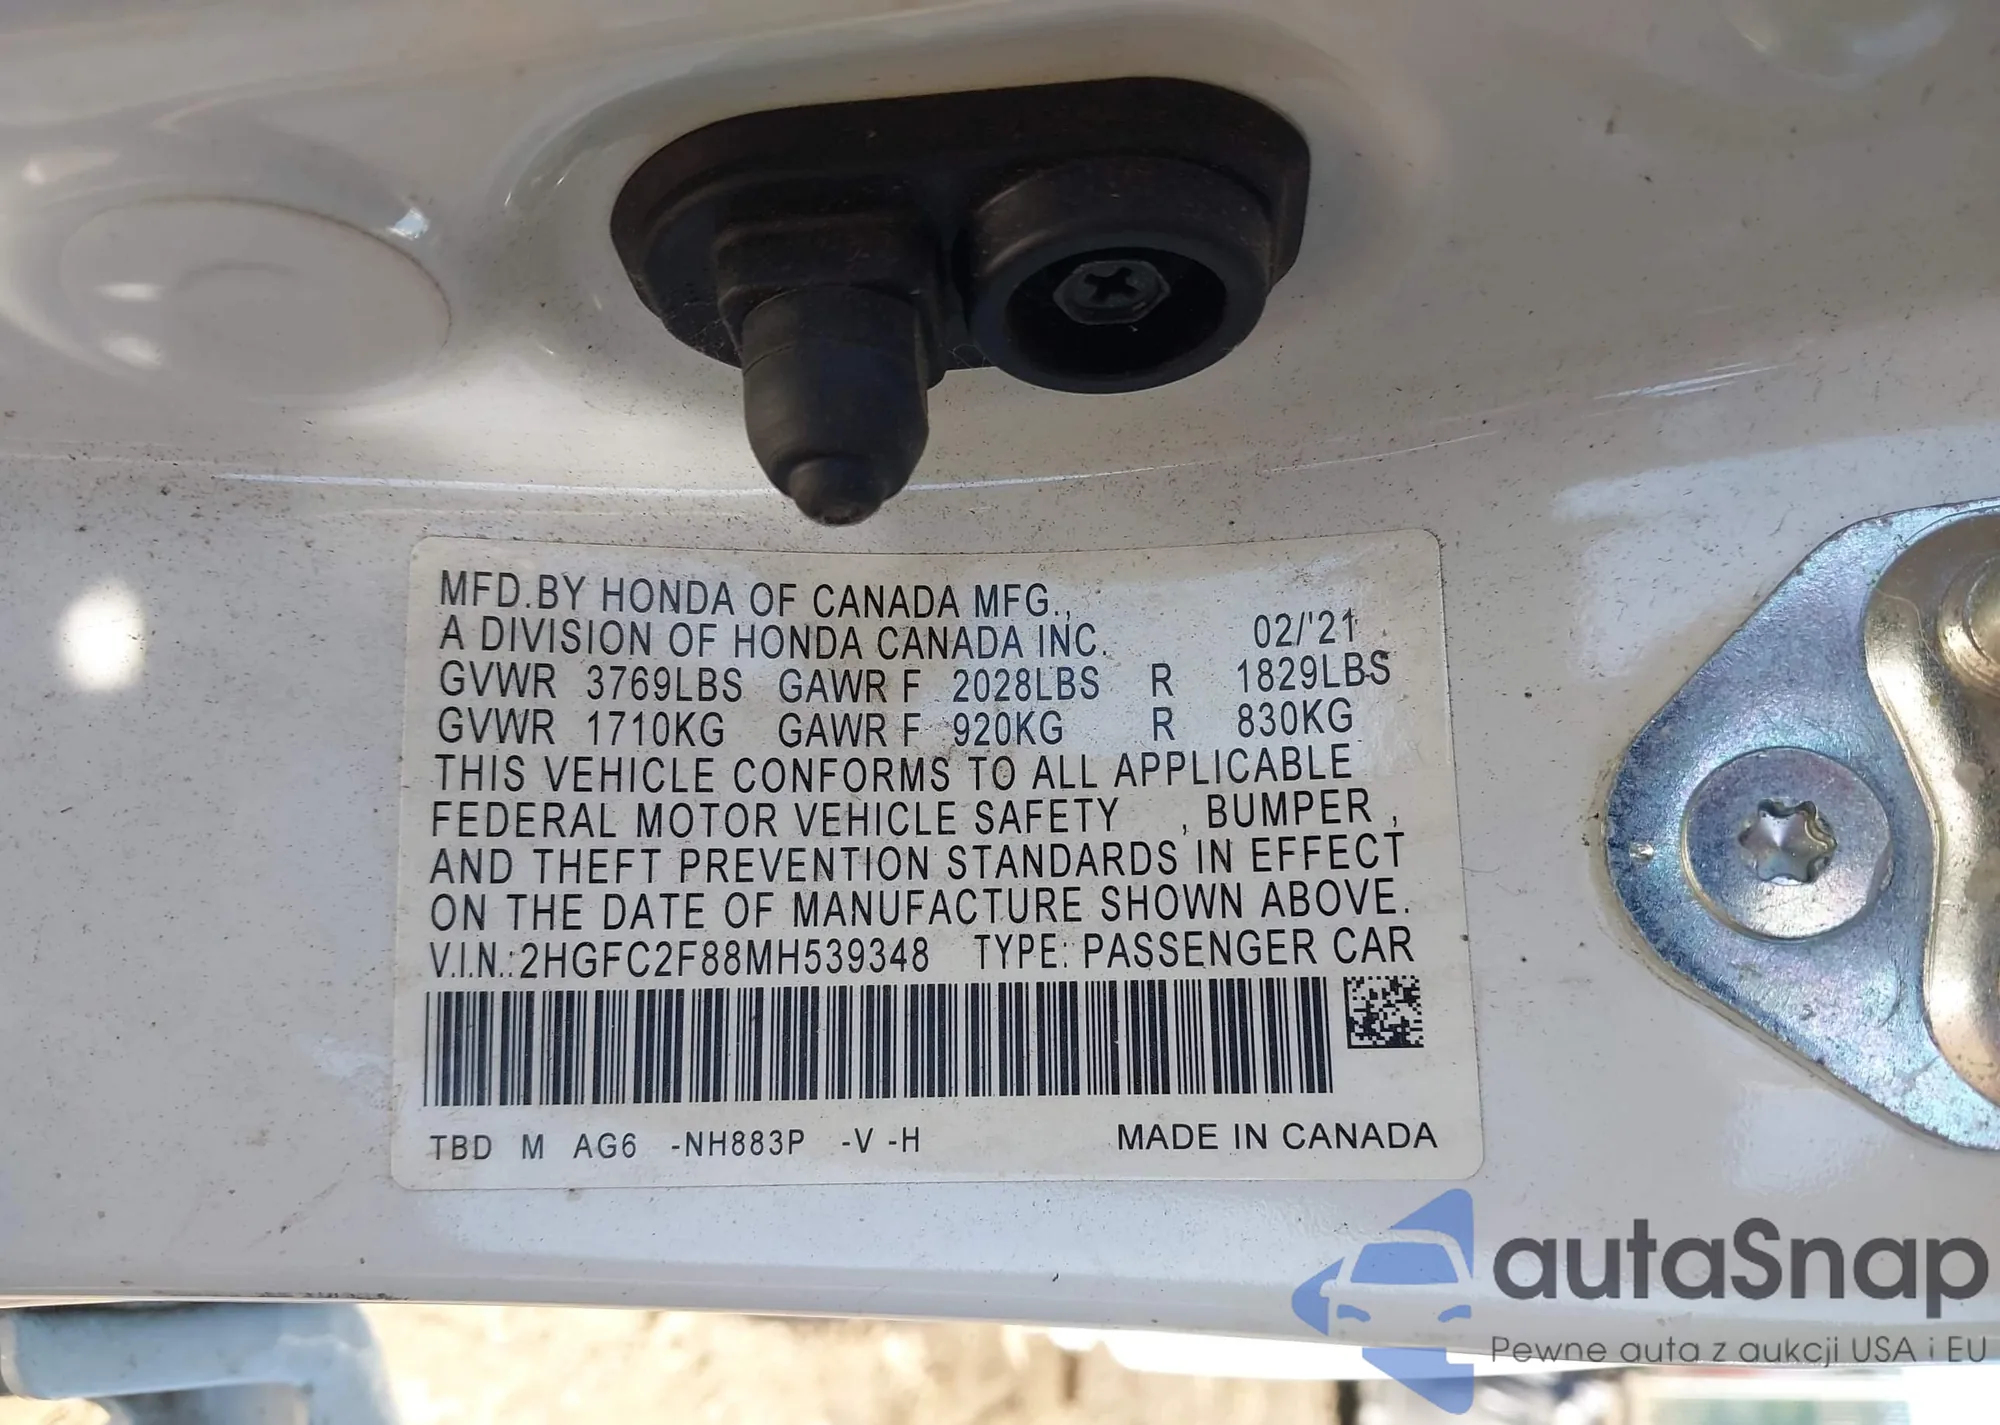 MFD.BY HONDA OF CANADA MFG.,
A DIVISION OF HONDA CANADA INC. 02/'21
GVWR 3769LBS GAWR F 2028LBS R 1829LBS
GVWR 1710KG GAWR F 920KG R 830KG
THIS VEHICLE CONFORMS TO ALL APPLICABLE
FEDERAL MOTOR VEHICLE SAFETY , BUMPER ,
AND THEFT PREVENTION STANDARDS IN EFFECT
ON THE DATE OF MANUFACTURE SHOWN ABOVE.
V.I.N.:2HGFC2F88MH539348 TYPE: PASSENGER CAR
TBD M AG6 -NH883P -V -H MADE IN CANADA
autaSnap
Pewne auta z aukcji USA i EU